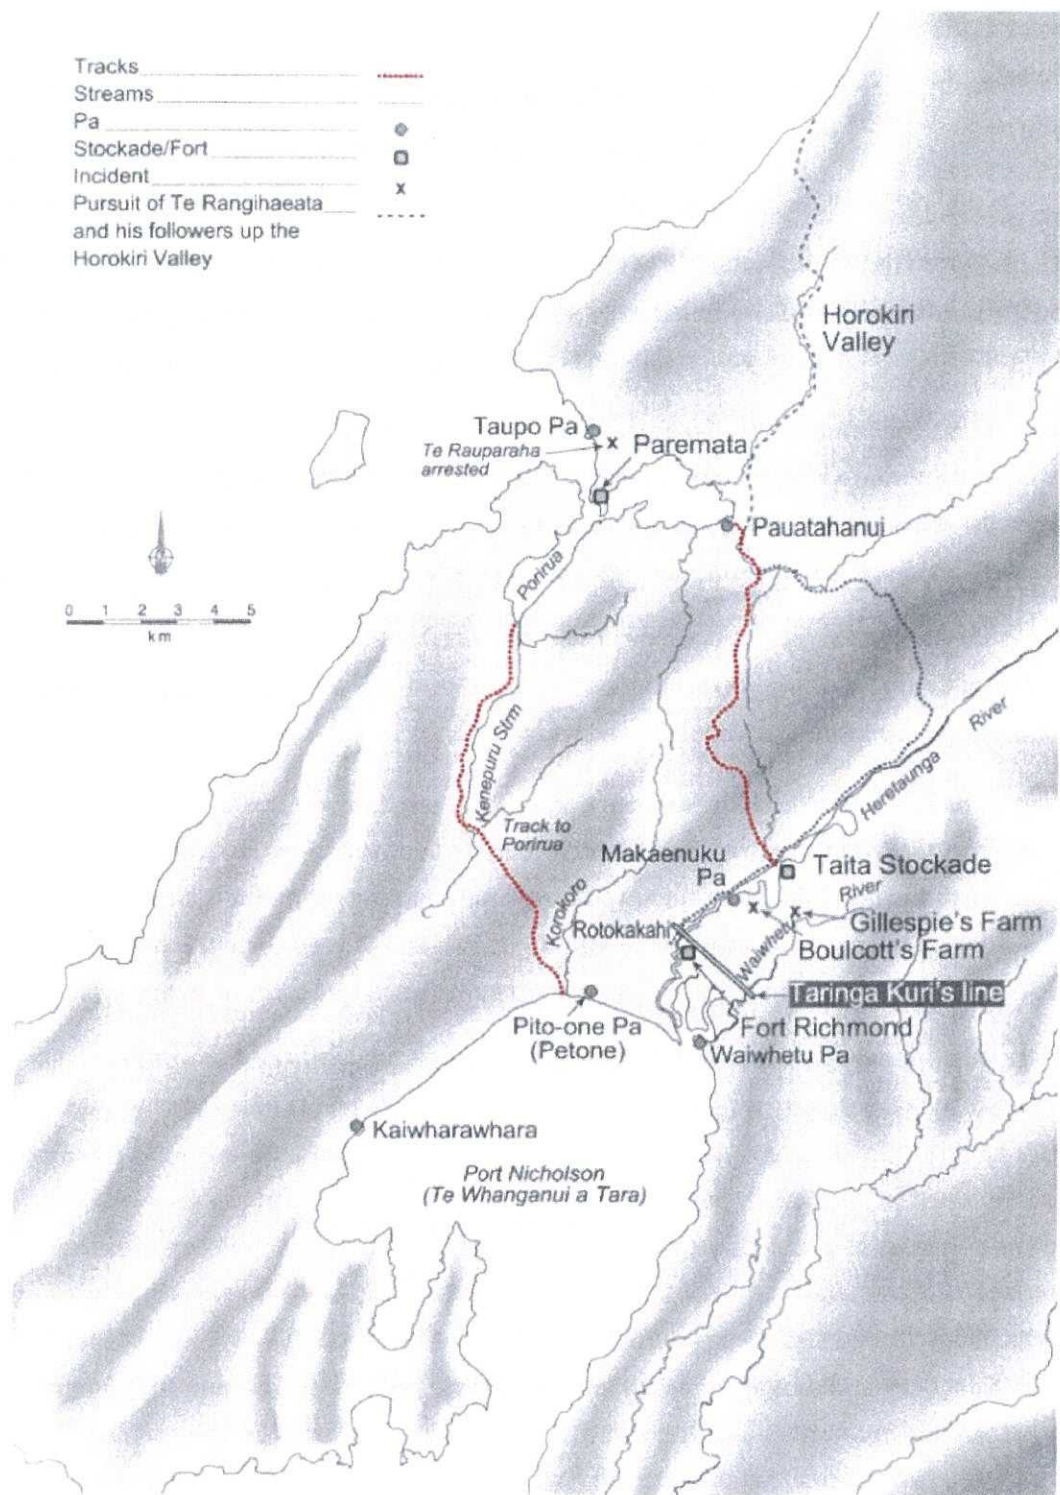 Tracks
Streams
Pa
Stockade/Fort
Incident
Pursuit of Te Rangihaeata
and his followers up the
Horokiri Valley
Horokiri
Valley
Taupo Pa
Te Rauparaha
arrested
Paremata
Pauatahanui
Porirua
0 1 2 3 4 5
km
Kenepuru Strm
River
Heretaunga
Track to
Porirua
Makaenuku
Pa
Taita Stockade
River
Korokoro
Rotokakahi
Waiwhetu
Gillespie's Farm
Boulcott's Farm
Taringa Kuri's line
Pito-one Pa
(Petone)
Fort Richmond
Waiwhetu Pa
Kaiwharawhara
Port Nicholson
(Te Whanganui a Tara)